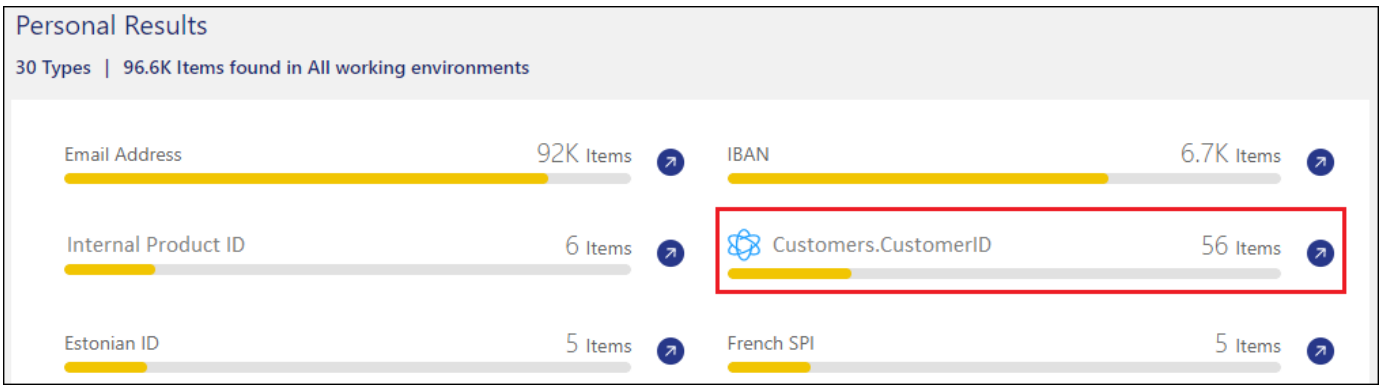 Personal Results
30 Types | 96.6K Items found in All working environments
Email Address 92K Items
IBAN 6.7K Items
Internal Product ID 6 Items
Customers.CustomerID 56 Items
Estonian ID 5 Items
French SPI 5 Items